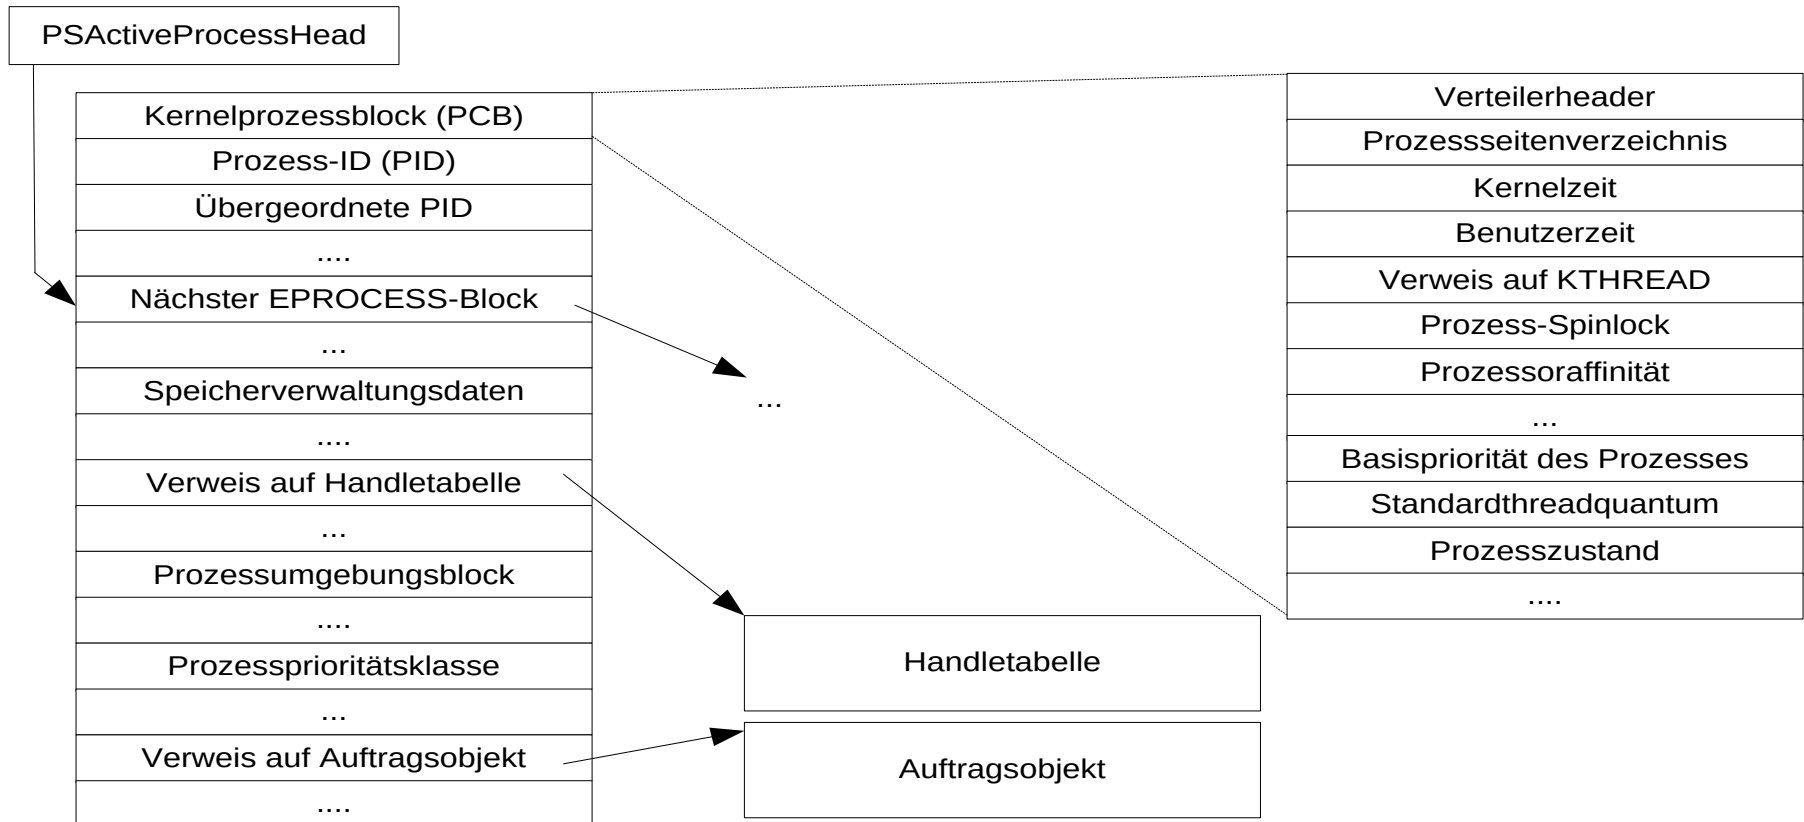 PSActiveProcessHead
Kernelprozessblock (PCB)
Prozess-ID (PID)
Übergeordnete PID
....
Nächster EPROCESS-Block
...
Speicherverwaltungsdaten
....
Verweis auf Handletabelle
...
Prozessumgebungsblock
....
Prozessprioritätsklasse
...
Verweis auf Auftragsobjekt
....
...
Handletabelle
Auftragsobjekt
Verteilerheader
Prozessseitenverzeichnis
Kernelzeit
Benutzerzeit
Verweis auf KTHREAD
Prozess-Spinlock
Prozessoraffinität
...
Basispriorität des Prozesses
Standardthreadquantum
Prozesszustand
....